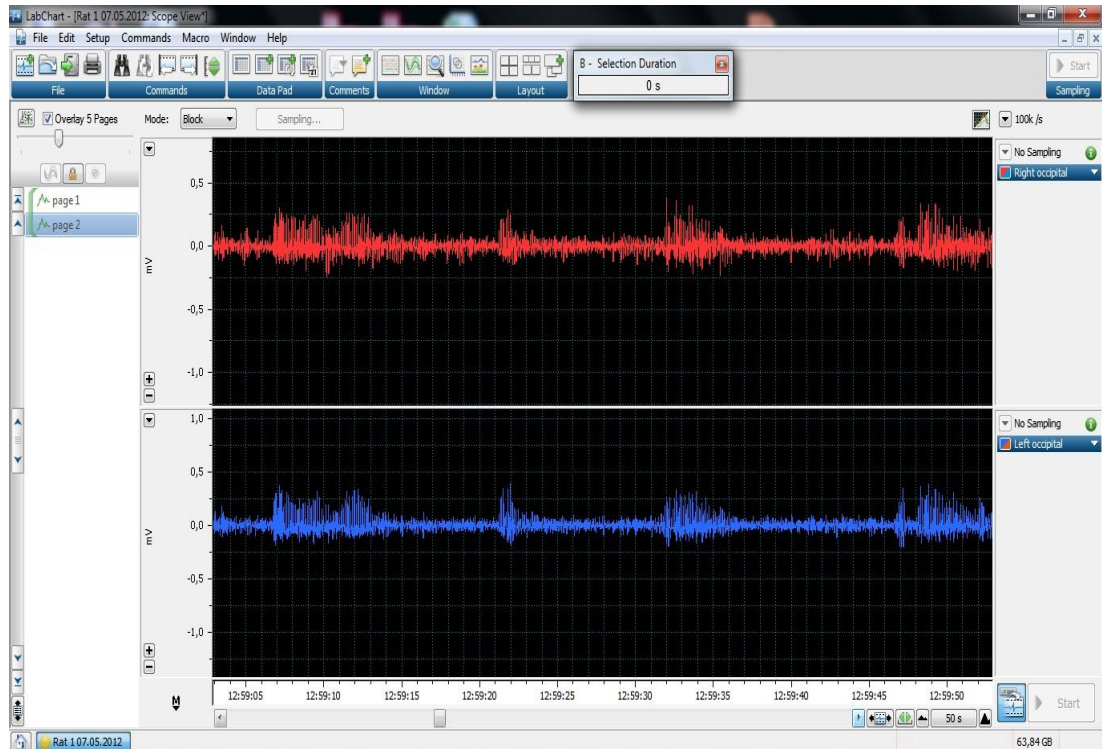 LabChart - [Rat 1 07.05.2012: Scope View*]
File Edit Setup Commands Macro Window Help
B - Selection Duration
0 s
Start
File Commands Data Pad Comments Window Layout Sampling
Overlay 5 Pages Mode: Block Sampling... 100k /s
page 1
page 2
No Sampling
Right occipital
0,5
0,0
mV
-0,5
-1,0
No Sampling
Left occipital
1,0
0,5
0,0
mV
-0,5
-1,0
M
12:59:05 12:59:10 12:59:15 12:59:20 12:59:25 12:59:30 12:59:35 12:59:40 12:59:45 12:59:50
50 s
Start
Rat 1 07.05.2012
63,84 GB